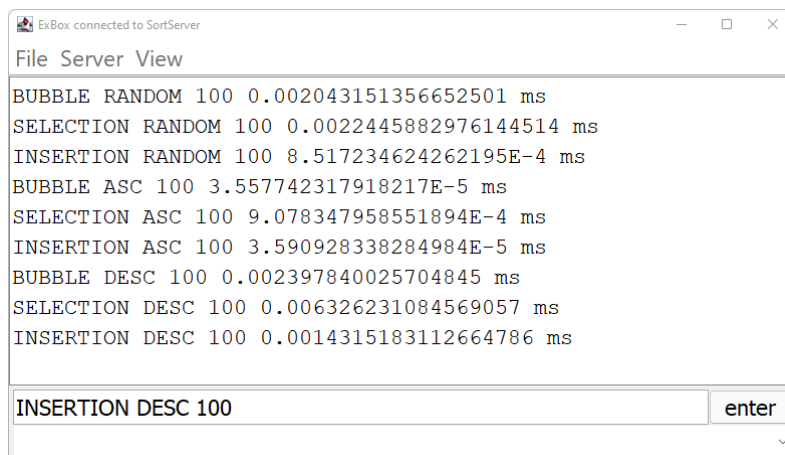 ExBox connected to SortServer
File Server View
BUBBLE RANDOM 100 0.002043151356652501 ms
SELECTION RANDOM 100 0.0022445882976144514 ms
INSERTION RANDOM 100 8.517234624262195E-4 ms
BUBBLE ASC 100 3.557742317918217E-5 ms
SELECTION ASC 100 9.078347958551894E-4 ms
INSERTION ASC 100 3.590928338284984E-5 ms
BUBBLE DESC 100 0.002397840025704845 ms
SELECTION DESC 100 0.006326231084569057 ms
INSERTION DESC 100 0.0014315183112664786 ms
INSERTION DESC 100
enter